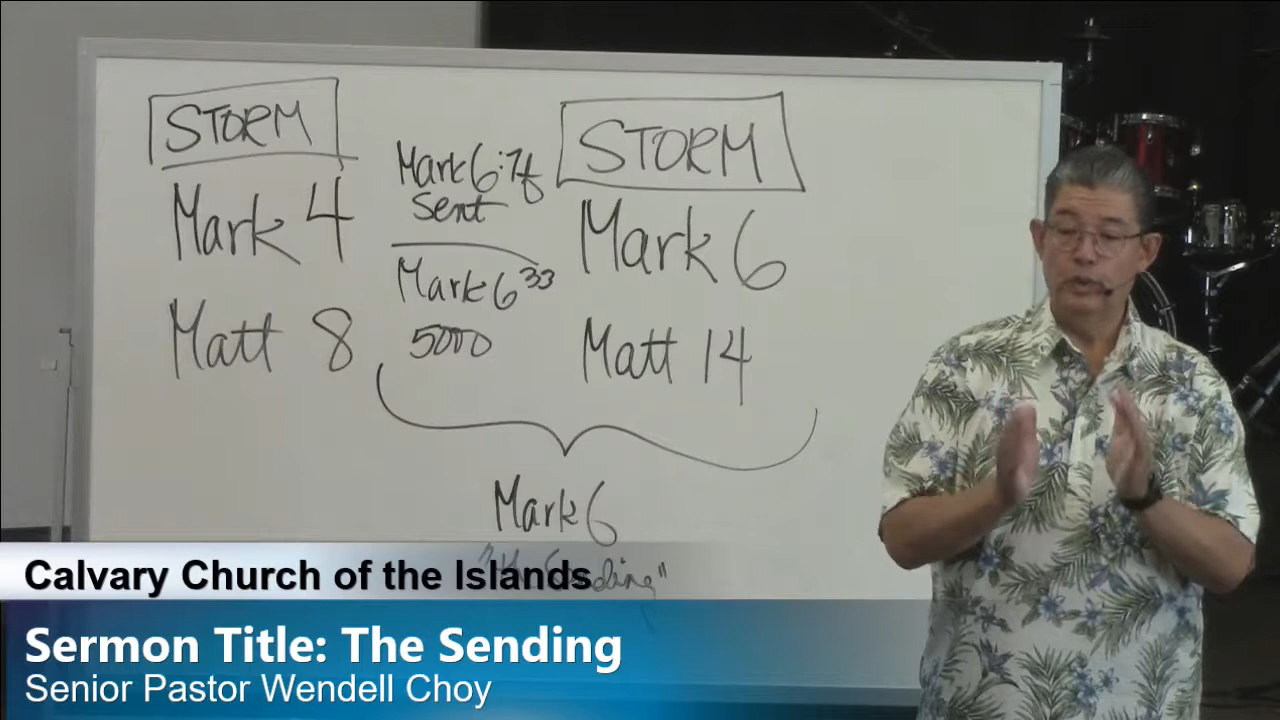 STORM
Mark 4
Matt 8
Mark 6:7f
Sent
Mark 6 33
5000
STORM
Mark 6
Matt 14
Mark 6
Calvary Church of the Islands
Sermon Title: The Sending
Senior Pastor Wendell Choy